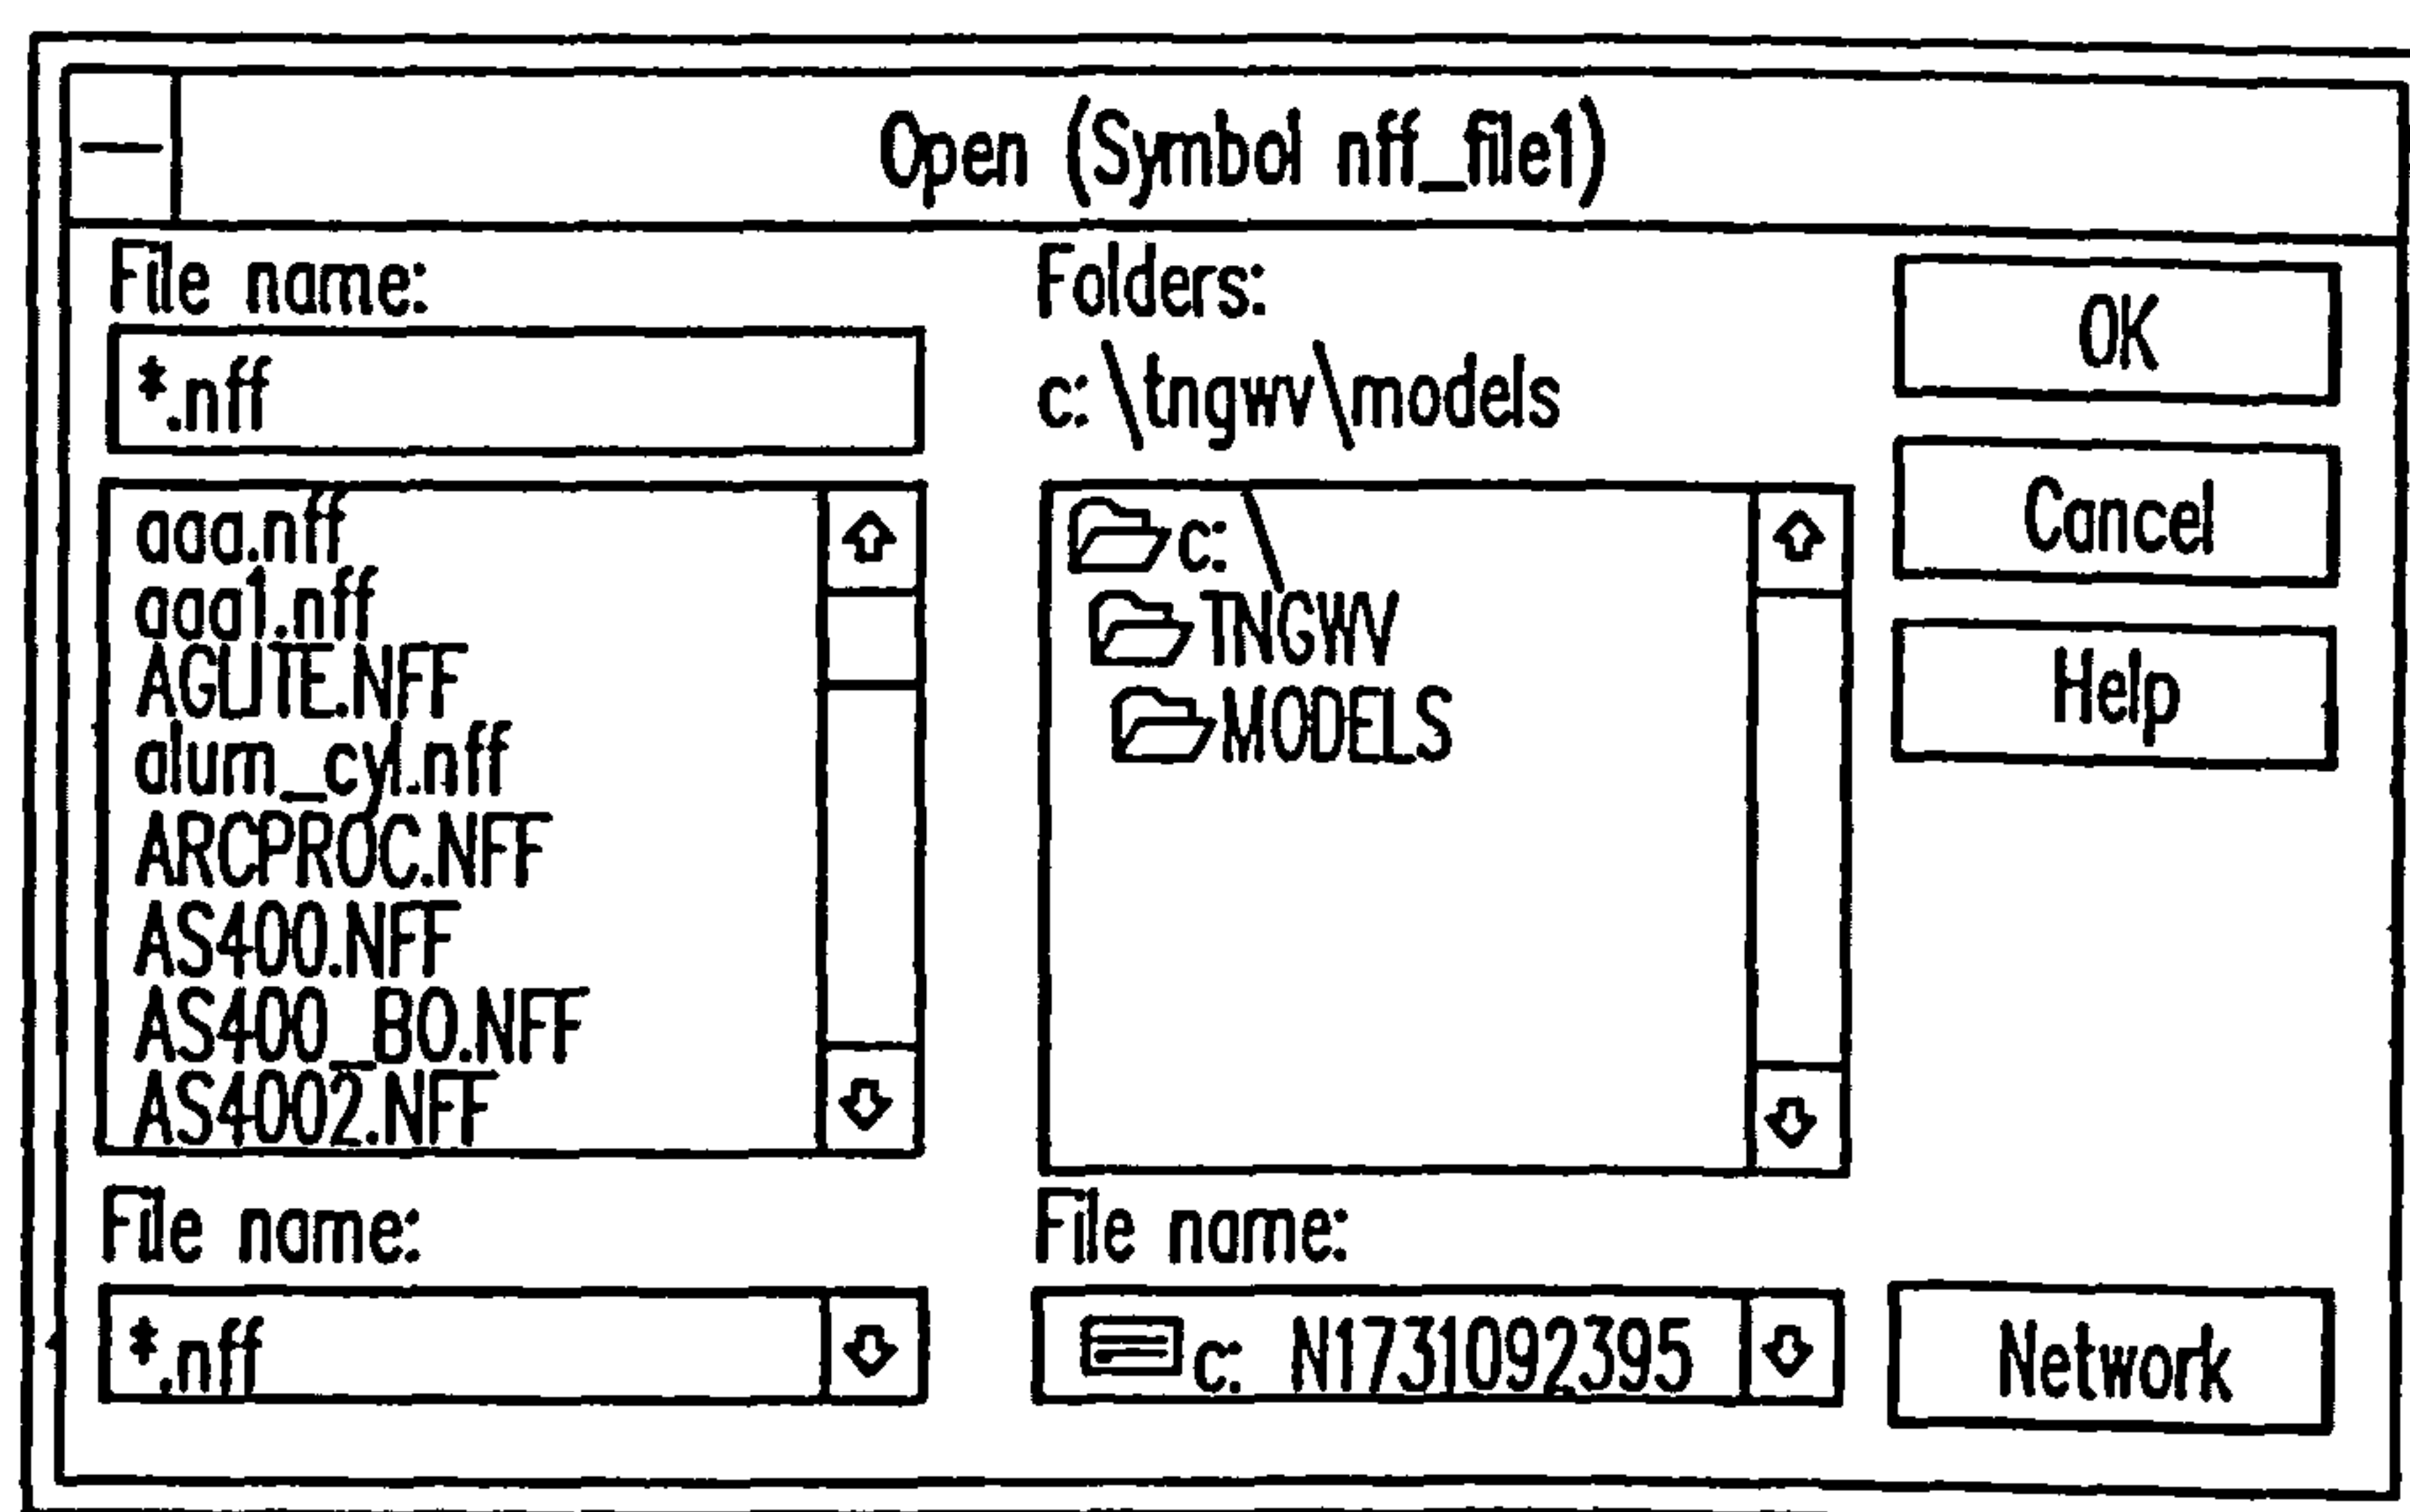 Open (Symbol nff_file1)
File name:
*.nff
aaa.nff
aaa1.nff
AGLITE.NFF
alum_cyl.nff
ARCPROC.NFF
AS400.NFF
AS400_BO.NFF
AS4002.NFF
File name:
*.nff
Folders:
c:\tngwv\models
c:\
TNGWV
MODELS
File name:
c: N1731092395
OK
Cancel
Help
Network